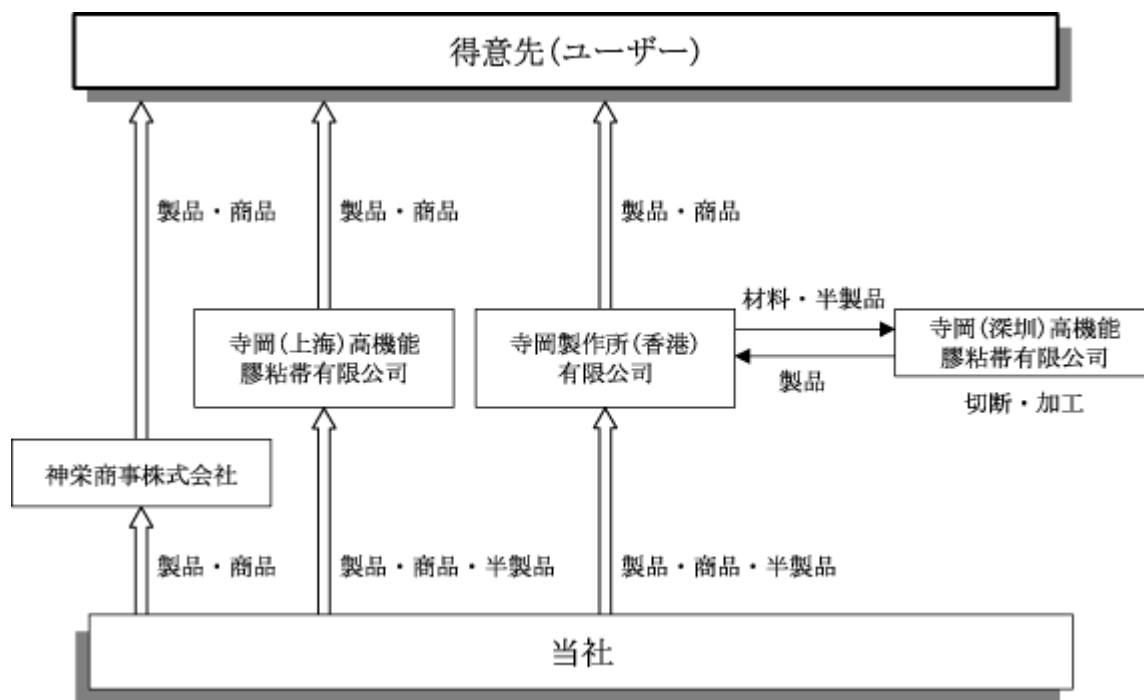 得意先(ユーザー)
製品・商品
製品・商品
製品・商品
材料・半製品
寺岡(上海)高機能
膠粘帯有限公司
寺岡製作所(香港)
有限公司
寺岡(深圳)高機能
膠粘帯有限公司
製品
切断・加工
神栄商事株式会社
製品・商品
製品・商品・半製品
製品・商品・半製品
当社